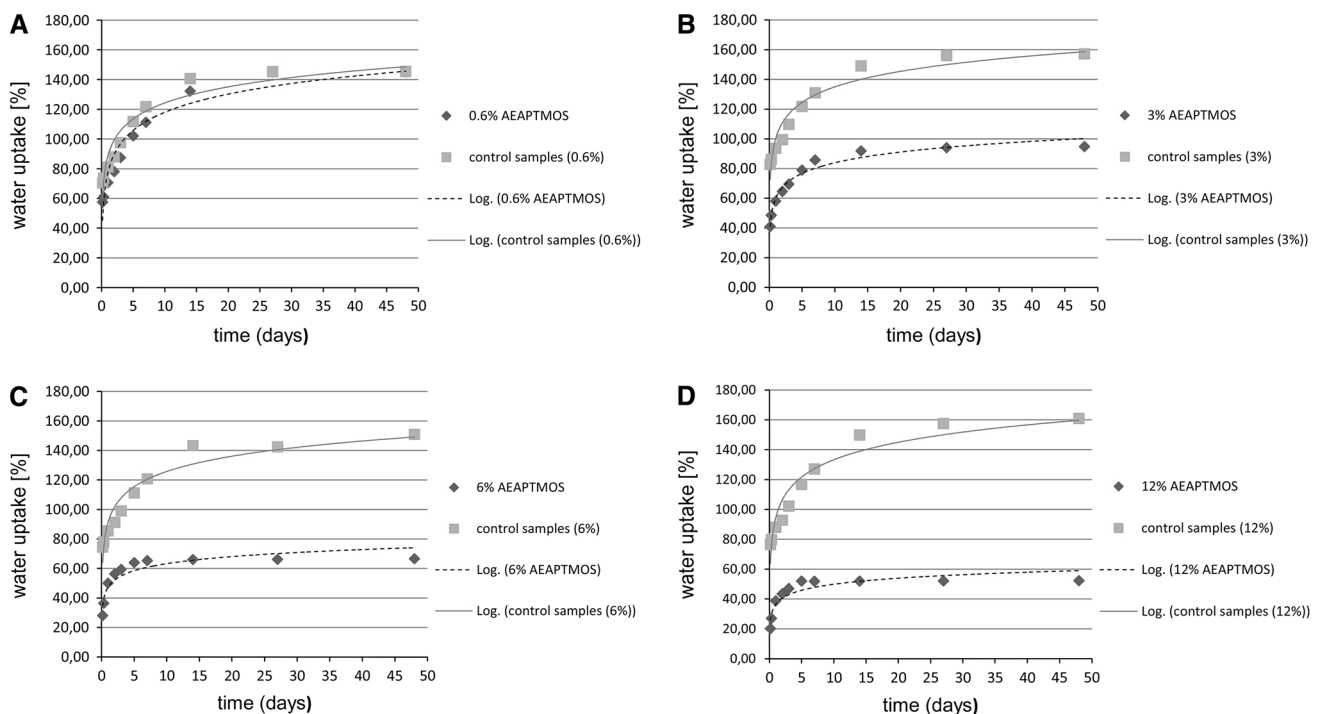 A
180,00
160,00
140,00
120,00
100,00
80,00
60,00
40,00
20,00
0,00
water uptake [%]
0 5 10 15 20 25 30 35 40 45 50
time (days)
0.6% AEAPTMOS
control samples (0.6%)
Log. (0.6% AEAPTMOS)
Log. (control samples (0.6%))
B
180,00
160,00
140,00
120,00
100,00
80,00
60,00
40,00
20,00
0,00
water uptake [%]
0 5 10 15 20 25 30 35 40 45 50
time (days)
3% AEAPTMOS
control samples (3%)
Log. (3% AEAPTMOS)
Log. (control samples (3%))
C
180,00
160,00
140,00
120,00
100,00
80,00
60,00
40,00
20,00
0,00
water uptake [%]
0 5 10 15 20 25 30 35 40 45 50
time (days)
6% AEAPTMOS
control samples (6%)
Log. (6% AEAPTMOS)
Log. (control samples (6%))
D
180,00
160,00
140,00
120,00
100,00
80,00
60,00
40,00
20,00
0,00
water uptake [%]
0 5 10 15 20 25 30 35 40 45 50
time (days)
12% AEAPTMOS
control samples (12%)
Log. (12% AEAPTMOS)
Log. (control samples (12%))